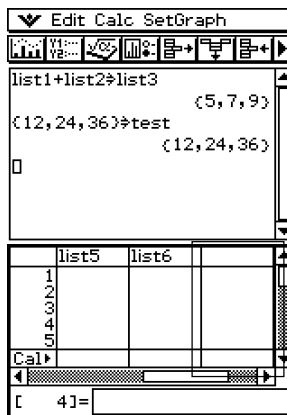 Edit Calc SetGraph
list1+list2⇒list3
{5,7,9}
{12,24,36}⇒test
{12,24,36}
list5 list6
1
2
3
4
5
Cal▶
[ 4]=